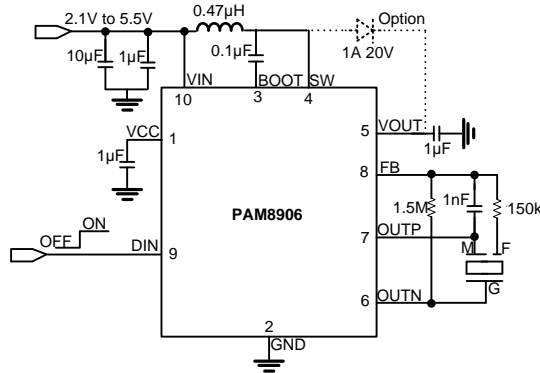 2.1V to 5.5V
0.47µH
Option
10µF
1µF
0.1µF
1A 20V
VIN
BOOT
SW
10
3
4
VCC
1
1µF
5
VOUT
1µF
8
FB
1nF
1.5M
150k
PAM8906
ON
OFF
DIN
9
7
OUTP
M
F
G
6
OUTN
2
GND